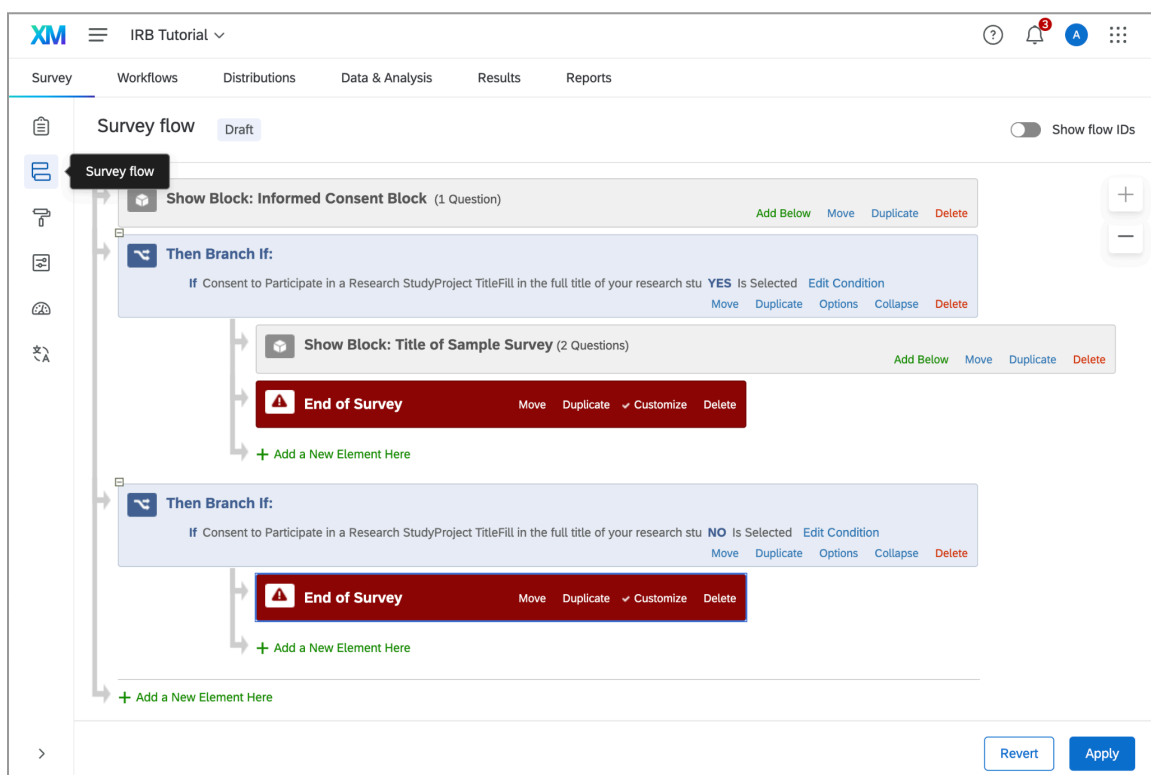 XM IRB Tutorial ? 3 A
Survey Workflows Distributions Data & Analysis Results Reports
Survey flow Draft Show flow IDs
Survey flow
Show Block: Informed Consent Block (1 Question)
Add Below Move Duplicate Delete
Then Branch If:
If Consent to Participate in a Research StudyProject TitleFill in the full title of your research stu YES Is Selected Edit Condition
Move Duplicate Options Collapse Delete
Show Block: Title of Sample Survey (2 Questions)
Add Below Move Duplicate Delete
End of Survey Move Duplicate Customize Delete
+ Add a New Element Here
Then Branch If:
If Consent to Participate in a Research StudyProject TitleFill in the full title of your research stu NO Is Selected Edit Condition
Move Duplicate Options Collapse Delete
End of Survey Move Duplicate Customize Delete
+ Add a New Element Here
+ Add a New Element Here
Revert Apply